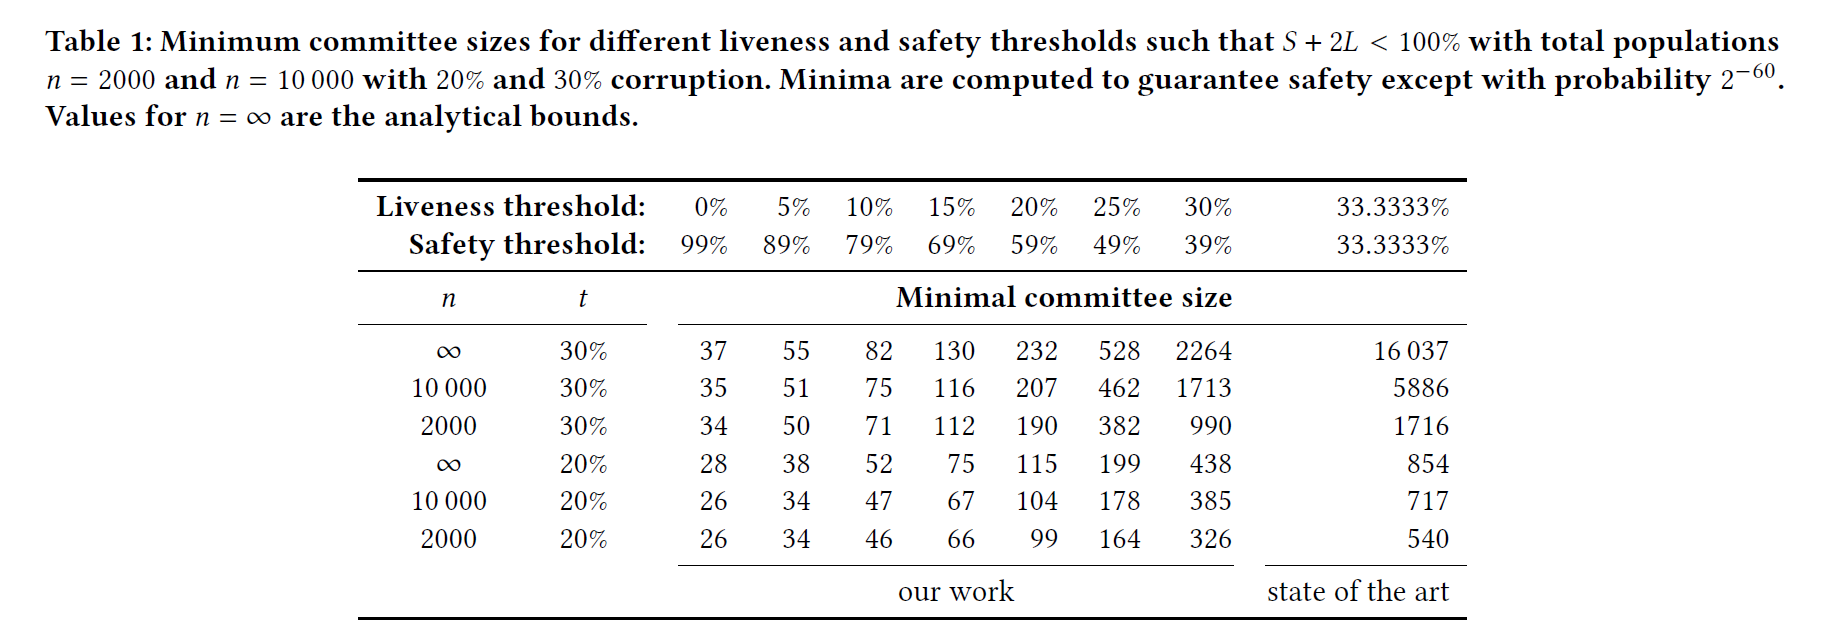 Table 1: Minimum committee sizes for different liveness and safety thresholds such that S + 2L < 100% with total populations
n = 2000 and n = 10 000 with 20% and 30% corruption. Minima are computed to guarantee safety except with probability 2⁻⁶⁰.
Values for n = ∞ are the analytical bounds.
Liveness threshold: 0% 5% 10% 15% 20% 25% 30% 33.3333%
Safety threshold: 99% 89% 79% 69% 59% 49% 39% 33.3333%
n t Minimal committee size
∞ 30% 37 55 82 130 232 528 2264 16 037
10 000 30% 35 51 75 116 207 462 1713 5886
2000 30% 34 50 71 112 190 382 990 1716
∞ 20% 28 38 52 75 115 199 438 854
10 000 20% 26 34 47 67 104 178 385 717
2000 20% 26 34 46 66 99 164 326 540
our work state of the art